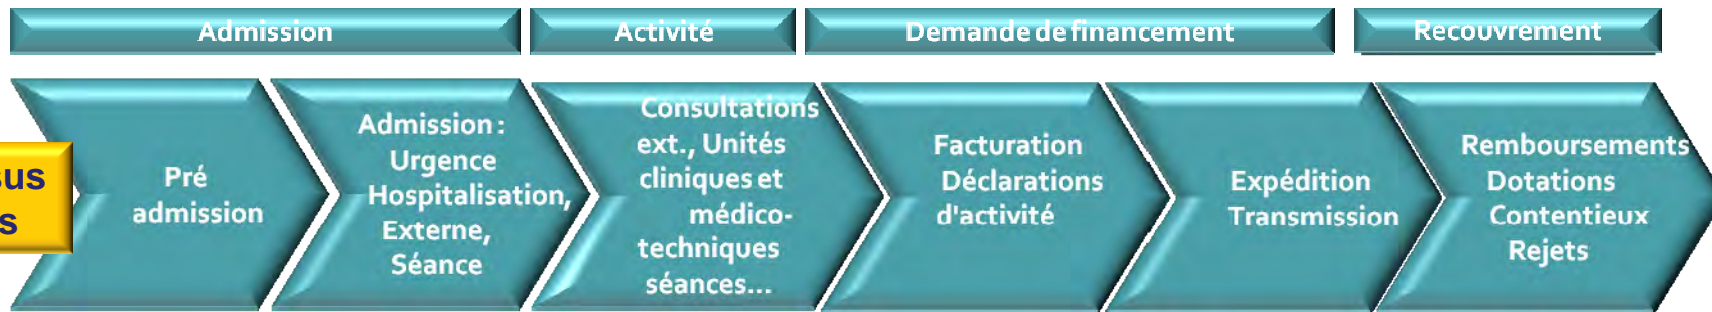 Admission
Activité
Demande de financement
Recouvrement
Pré
admission
Admission :
Urgence
Hospitalisation,
Externe,
Séance
Consultations
ext., Unités
cliniques et
médico-
techniques
séances...
Facturation
Déclarations
d'activité
Expédition
Transmission
Remboursements
Dotations
Contentieux
Rejets